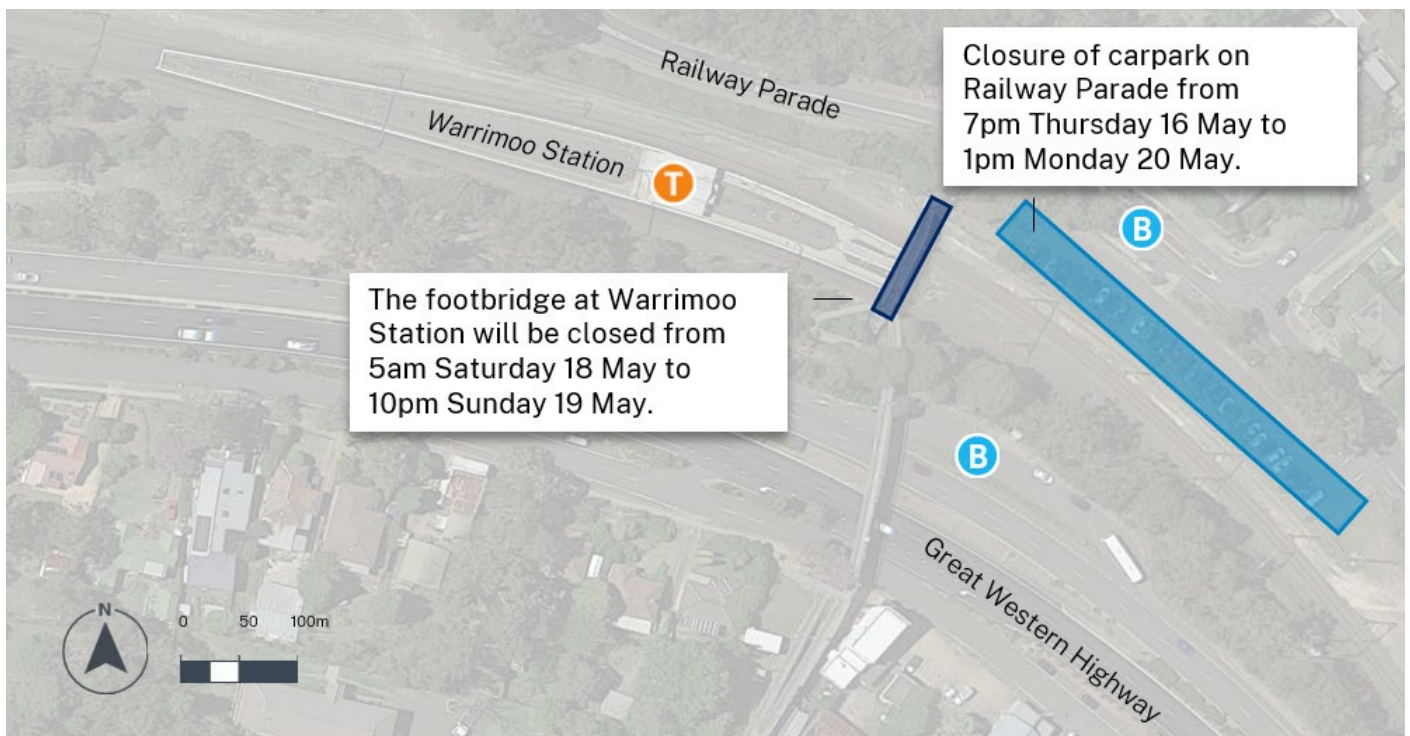 Railway Parade
Closure of carpark on
Railway Parade from
7pm Thursday 16 May to
1pm Monday 20 May.
Warrimoo Station
T
B
The footbridge at Warrimoo
Station will be closed from
5am Saturday 18 May to
10pm Sunday 19 May.
B
Great Western Highway
N
0 50 100m